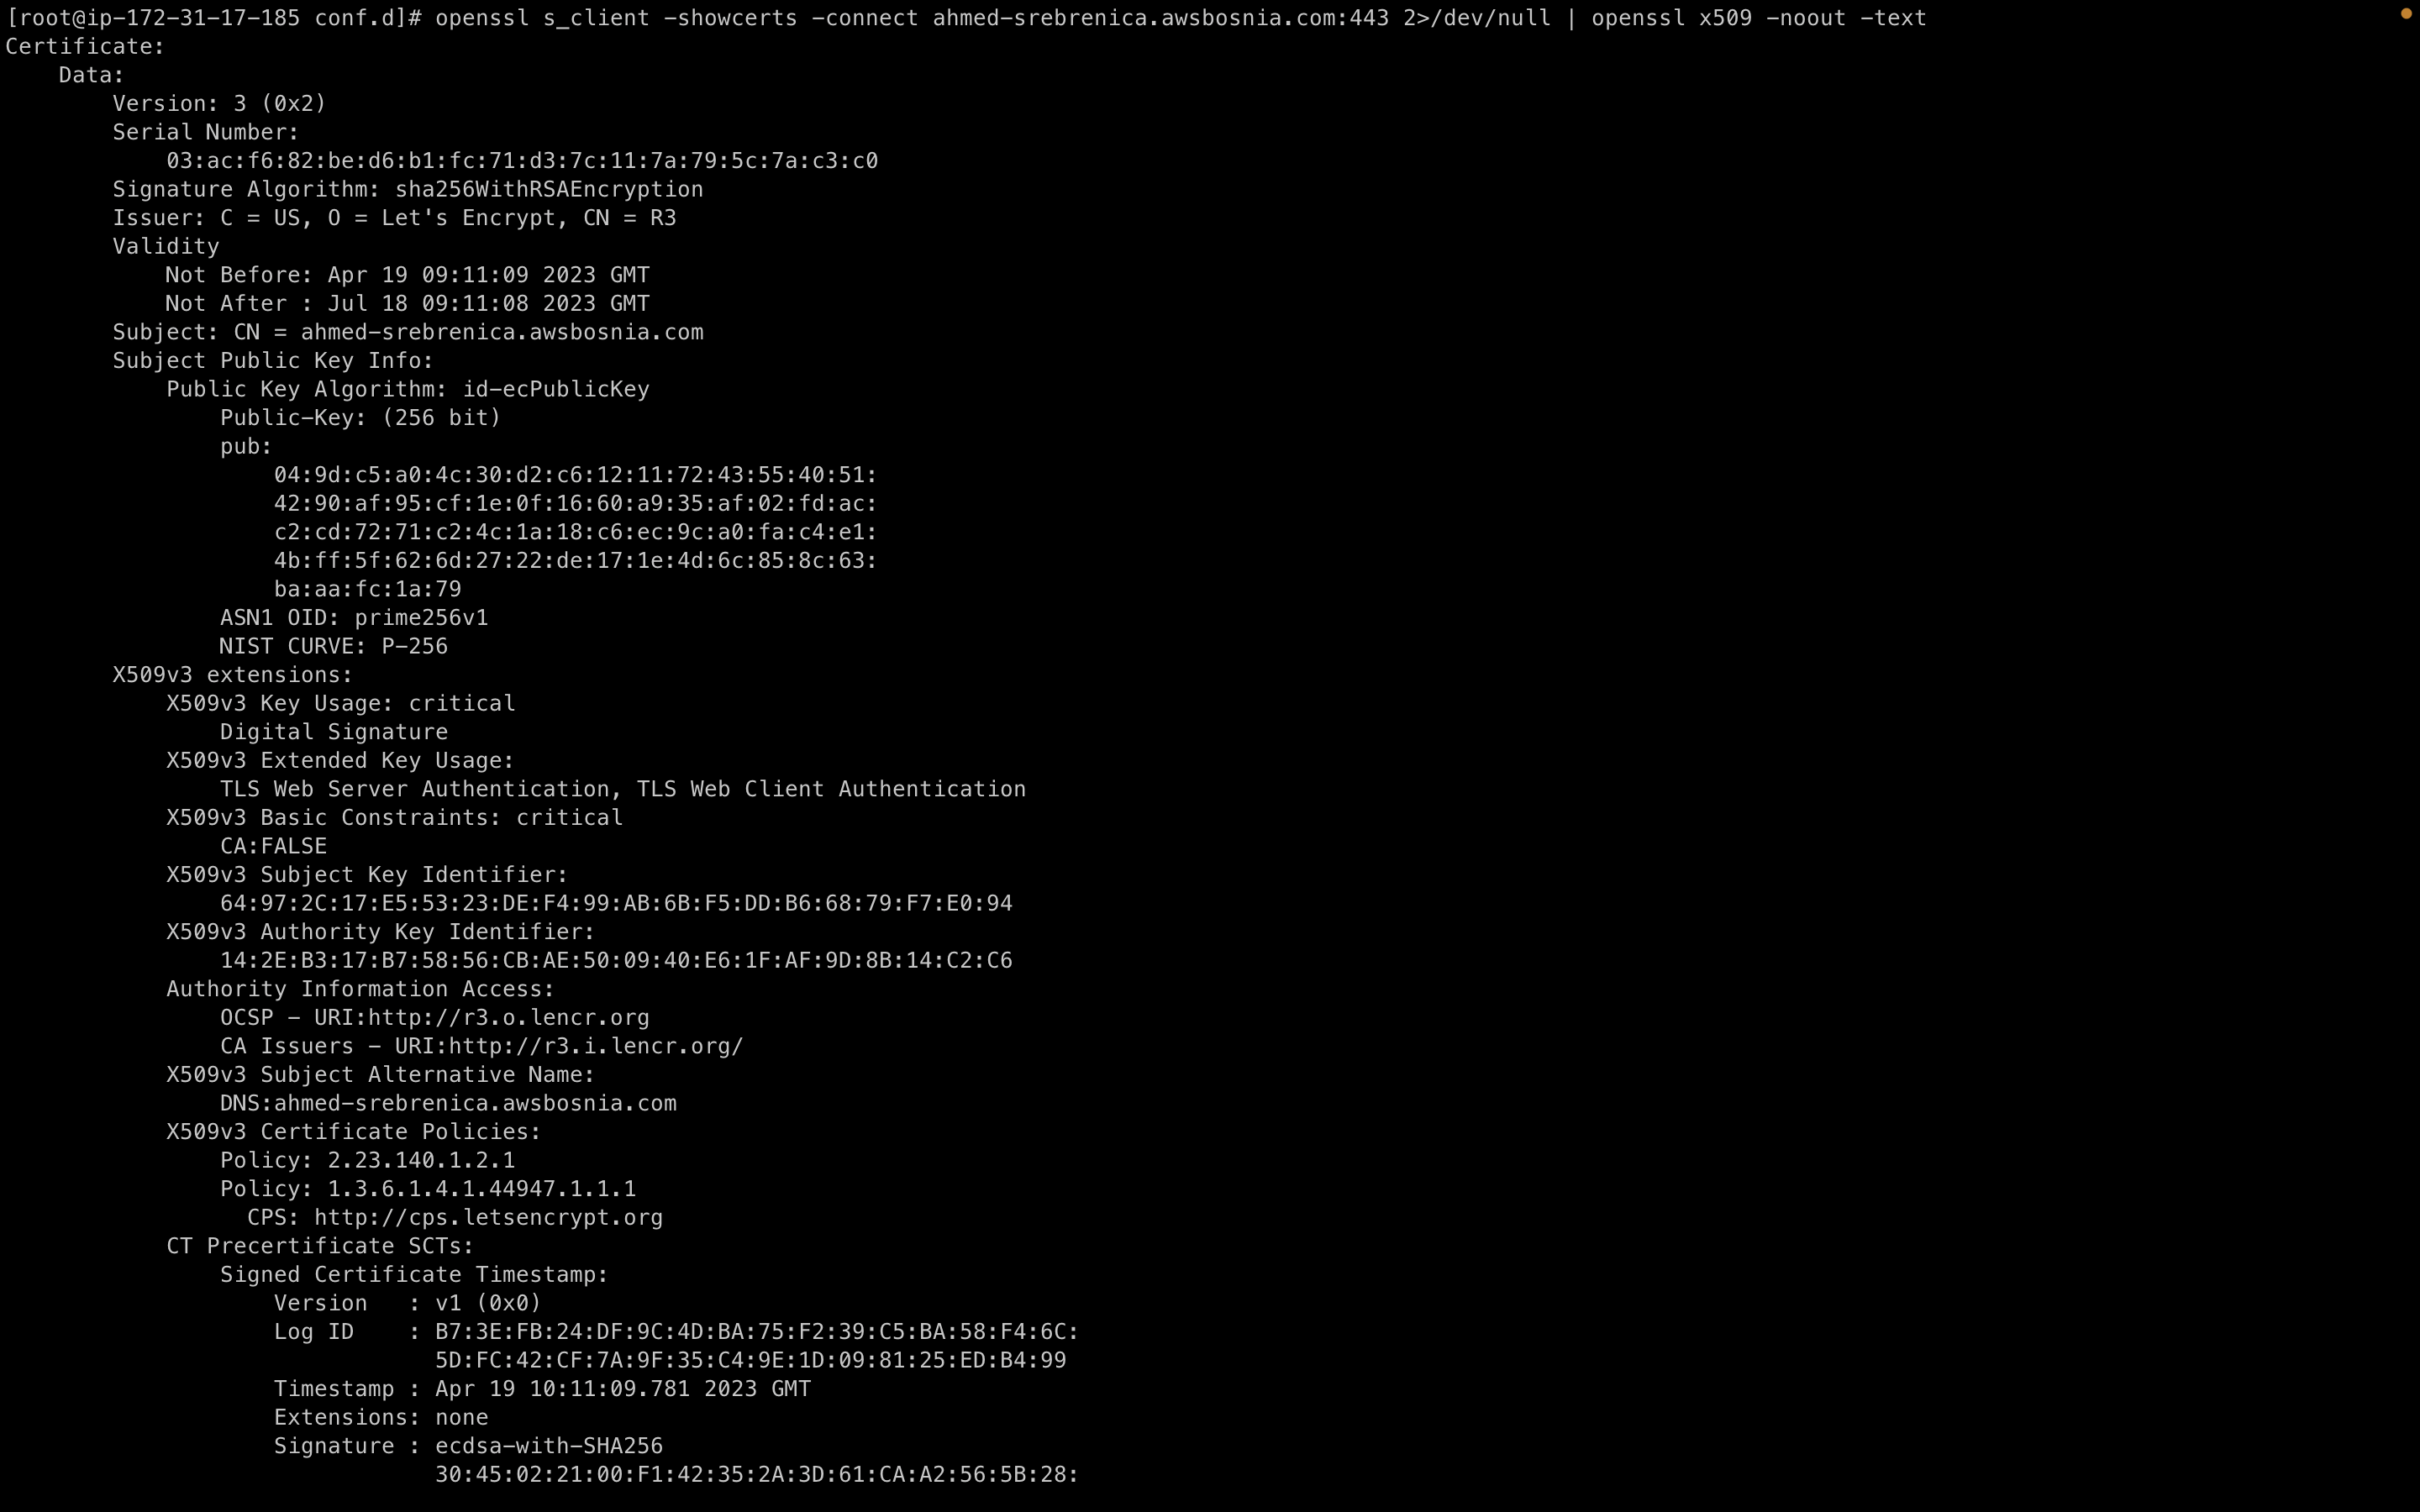 [root@ip-172-31-17-185 conf.d]# openssl s_client -showcerts -connect ahmed-srebrenica.awsbosnia.com:443 2>/dev/null | openssl x509 -noout -text
Certificate:
    Data:
        Version: 3 (0x2)
        Serial Number:
            03:ac:f6:82:be:d6:b1:fc:71:d3:7c:11:7a:79:5c:7a:c3:c0
        Signature Algorithm: sha256WithRSAEncryption
        Issuer: C = US, O = Let's Encrypt, CN = R3
        Validity
            Not Before: Apr 19 09:11:09 2023 GMT
            Not After : Jul 18 09:11:08 2023 GMT
        Subject: CN = ahmed-srebrenica.awsbosnia.com
        Subject Public Key Info:
            Public Key Algorithm: id-ecPublicKey
                Public-Key: (256 bit)
                pub:
                    04:9d:c5:a0:4c:30:d2:c6:12:11:72:43:55:40:51:
                    42:90:af:95:cf:1e:0f:16:60:a9:35:af:02:fd:ac:
                    c2:cd:72:71:c2:4c:1a:18:c6:ec:9c:a0:fa:c4:e1:
                    4b:ff:5f:62:6d:27:22:de:17:1e:4d:6c:85:8c:63:
                    ba:aa:fc:1a:79
                ASN1 OID: prime256v1
                NIST CURVE: P-256
        X509v3 extensions:
            X509v3 Key Usage: critical
                Digital Signature
            X509v3 Extended Key Usage:
                TLS Web Server Authentication, TLS Web Client Authentication
            X509v3 Basic Constraints: critical
                CA:FALSE
            X509v3 Subject Key Identifier:
                64:97:2C:17:E5:53:23:DE:F4:99:AB:6B:F5:DD:B6:68:79:F7:E0:94
            X509v3 Authority Key Identifier:
                14:2E:B3:17:B7:58:56:CB:AE:50:09:40:E6:1F:AF:9D:8B:14:C2:C6
            Authority Information Access:
                OCSP - URI:http://r3.o.lencr.org
                CA Issuers - URI:http://r3.i.lencr.org/
            X509v3 Subject Alternative Name:
                DNS:ahmed-srebrenica.awsbosnia.com
            X509v3 Certificate Policies:
                Policy: 2.23.140.1.2.1
                Policy: 1.3.6.1.4.1.44947.1.1.1
                  CPS: http://cps.letsencrypt.org
            CT Precertificate SCTs:
                Signed Certificate Timestamp:
                    Version   : v1 (0x0)
                    Log ID    : B7:3E:FB:24:DF:9C:4D:BA:75:F2:39:C5:BA:58:F4:6C:
                                5D:FC:42:CF:7A:9F:35:C4:9E:1D:09:81:25:ED:B4:99
                    Timestamp : Apr 19 10:11:09.781 2023 GMT
                    Extensions: none
                    Signature : ecdsa-with-SHA256
                                30:45:02:21:00:F1:42:35:2A:3D:61:CA:A2:56:5B:28: